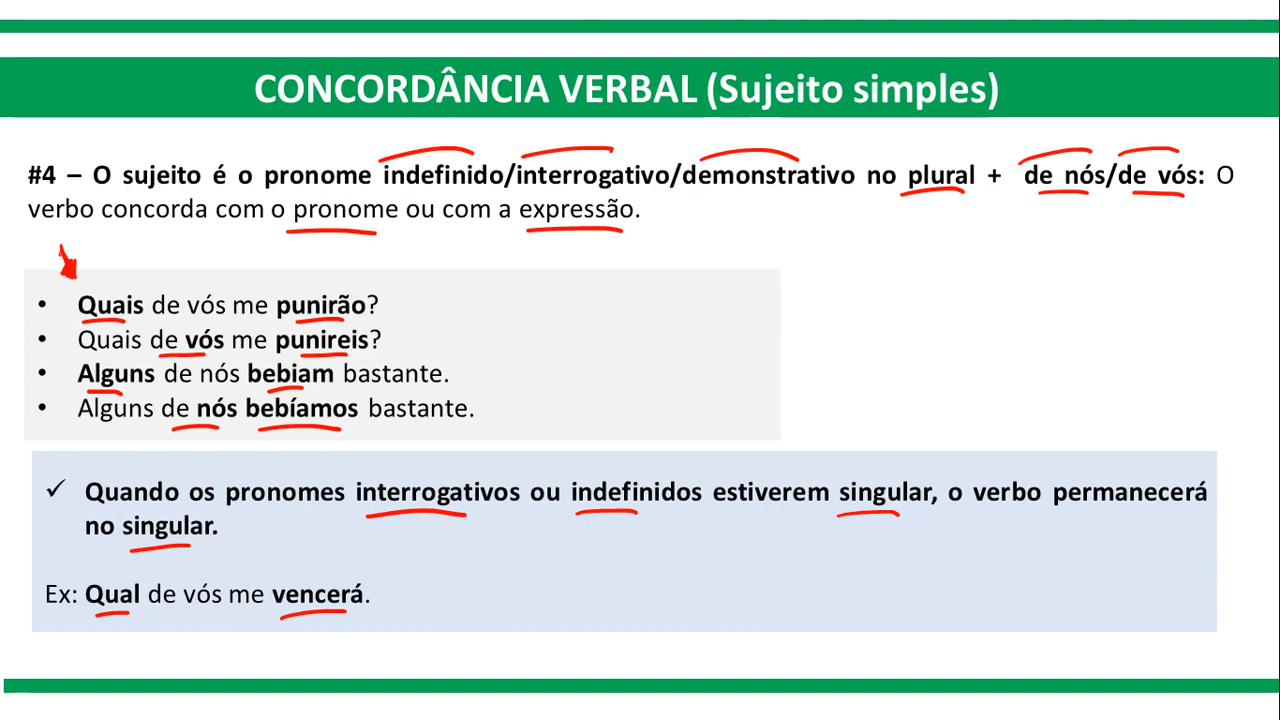 CONCORDÂNCIA VERBAL (Sujeito simples)
#4 – O sujeito é o pronome indefinido/interrogativo/demonstrativo no plural + de nós/de vós: O
verbo concorda com o pronome ou com a expressão.
• Quais de vós me punirão?
• Quais de vós me punireis?
• Alguns de nós bebiam bastante.
• Alguns de nós bebíamos bastante.
✓ Quando os pronomes interrogativos ou indefinidos estiverem singular, o verbo permanecerá
no singular.
Ex: Qual de vós me vencerá.